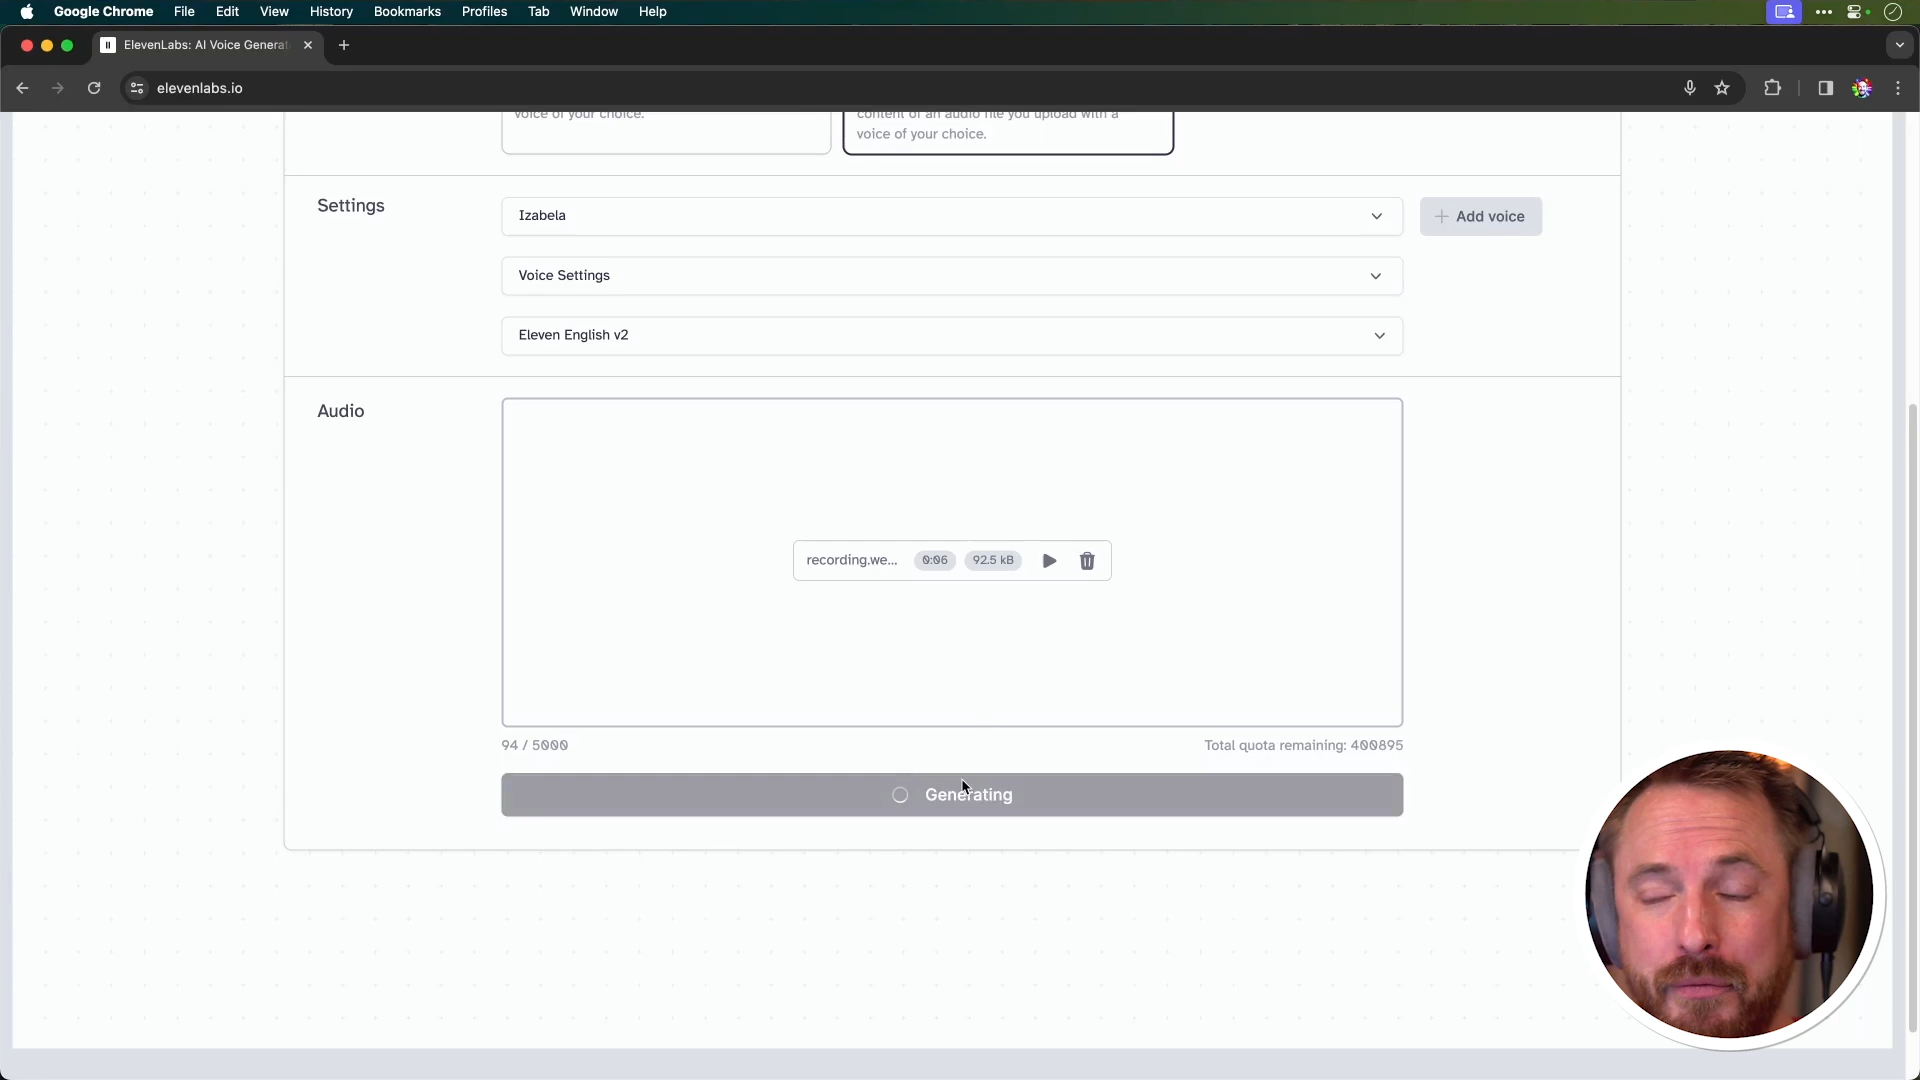 Google Chrome File Edit View History Bookmarks Profiles Tab Window Help
ElevenLabs: AI Voice Generat
elevenlabs.io
voice of your choice.
content of an audio file you upload with a
voice of your choice.
Settings
Izabela
Add voice
Voice Settings
Eleven English v2
Audio
recording.we... 0:06 92.5 kB
94 / 5000
Total quota remaining: 400895
Generating